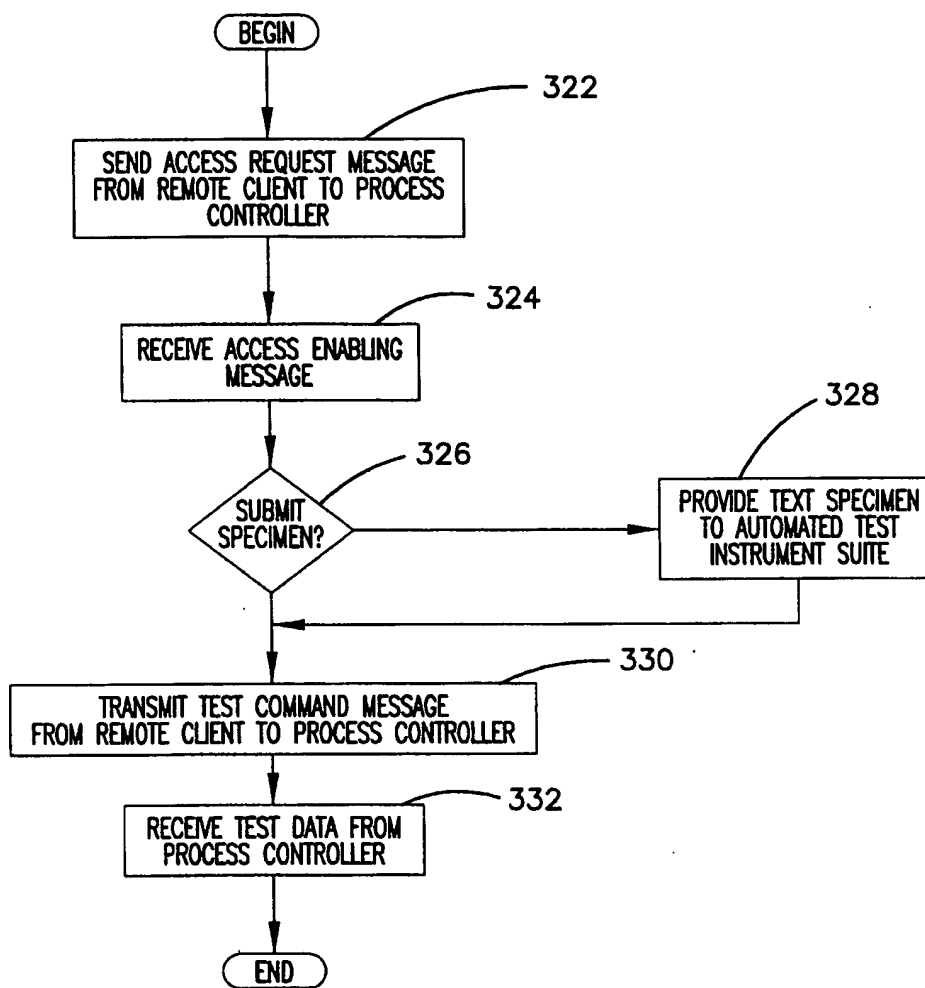 BEGIN
322
SEND ACCESS REQUEST MESSAGE
FROM REMOTE CLIENT TO PROCESS
CONTROLLER
324
RECEIVE ACCESS ENABLING
MESSAGE
326
SUBMIT
SPECIMEN?
328
PROVIDE TEXT SPECIMEN
TO AUTOMATED TEST
INSTRUMENT SUITE
330
TRANSMIT TEST COMMAND MESSAGE
FROM REMOTE CLIENT TO PROCESS CONTROLLER
332
RECEIVE TEST DATA FROM
PROCESS CONTROLLER
END